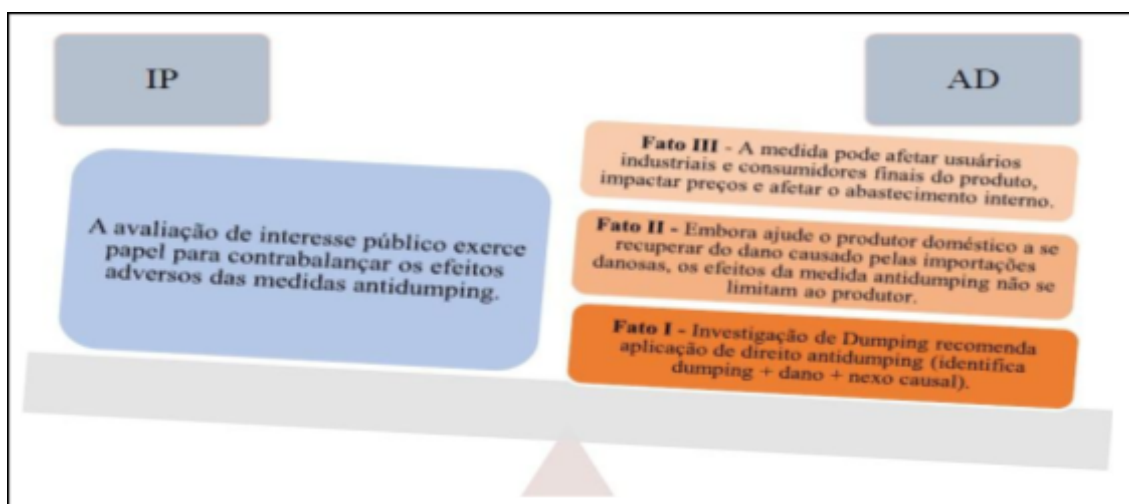 IP
AD
A avaliação de interesse público exerce
papel para contrabalançar os efeitos
adversos das medidas antidumping.
Fato III - A medida pode afetar usuários
industriais e consumidores finais do produto,
impactar preços e afetar o abastecimento interno.
Fato II - Embora ajude o produtor doméstico a se
recuperar do dano causado pelas importações
danosas, os efeitos da medida antidumping não se
limitam ao produtor.
Fato I - Investigação de Dumping recomenda
aplicação de direito antidumping (identifica
dumping + dano + nexo causal).